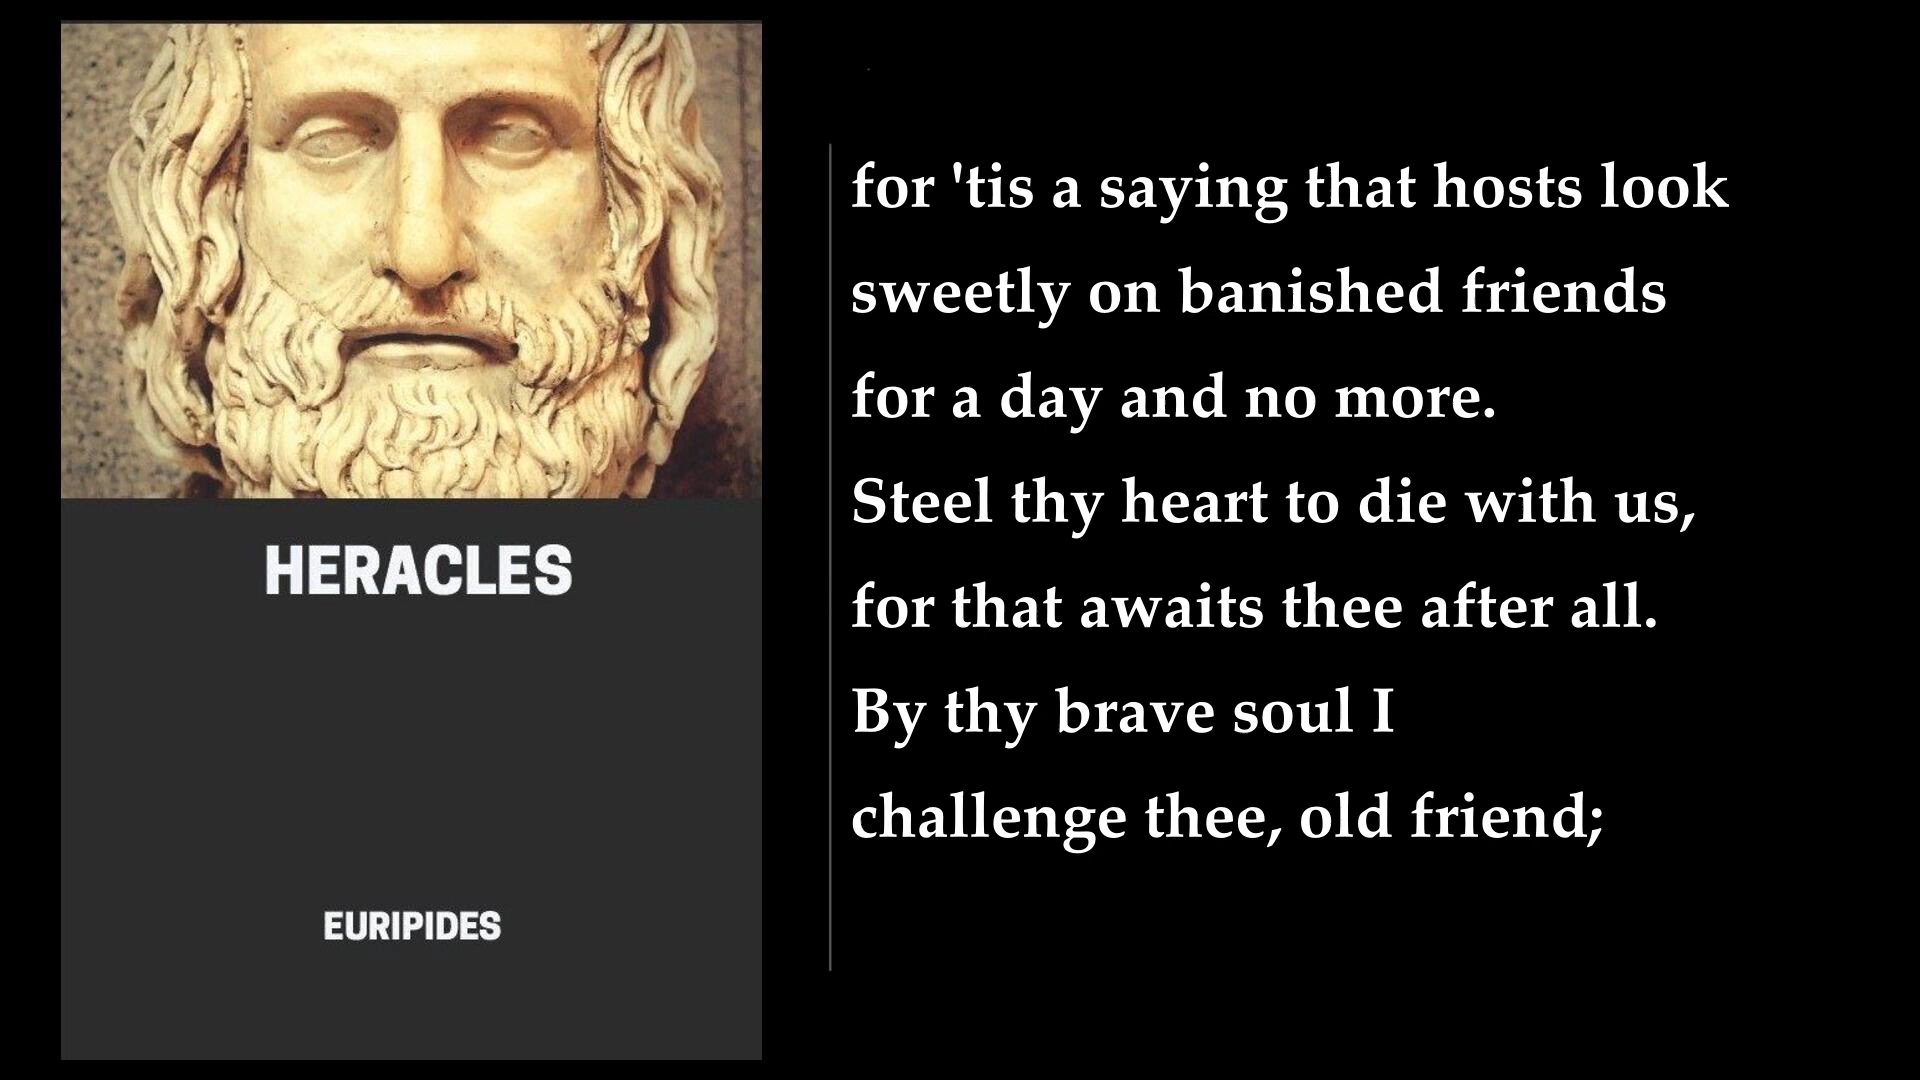 HERACLES
EURIPIDES
for 'tis a saying that hosts look
sweetly on banished friends
for a day and no more.
Steel thy heart to die with us,
for that awaits thee after all.
By thy brave soul I
challenge thee, old friend;